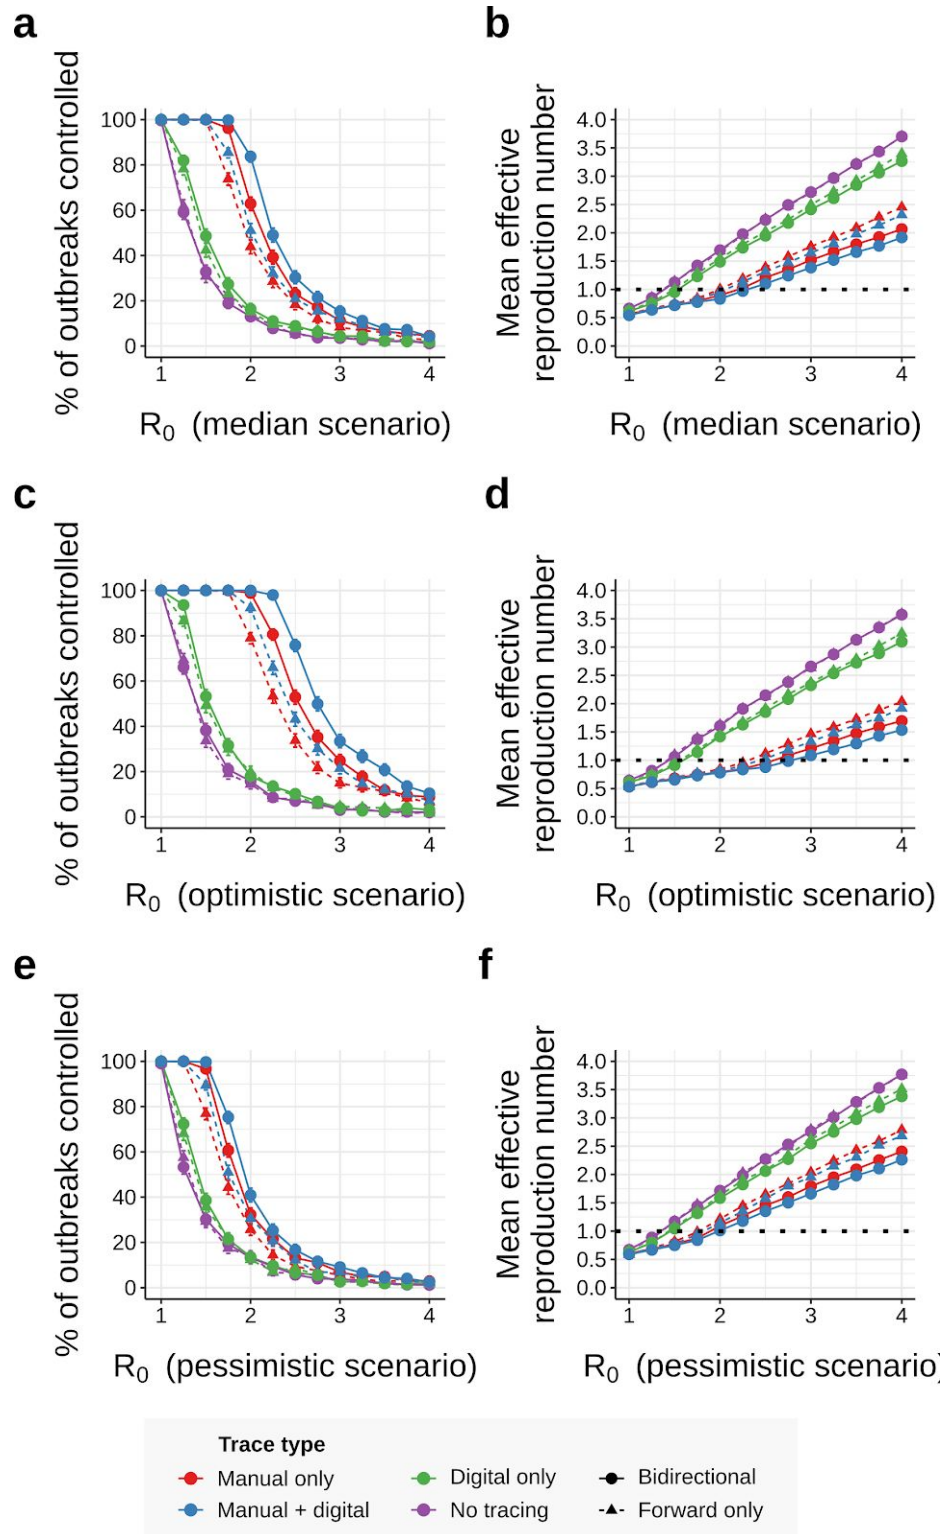 a
% of outbreaks controlled
100
80
60
40
20
0
1 2 3 4
R₀ (median scenario)
b
Mean effective
reproduction number
4.0
3.5
3.0
2.5
2.0
1.5
1.0
0.5
0.0
1 2 3 4
R₀ (median scenario)
c
% of outbreaks controlled
100
80
60
40
20
0
1 2 3 4
R₀ (optimistic scenario)
d
Mean effective
reproduction number
4.0
3.5
3.0
2.5
2.0
1.5
1.0
0.5
0.0
1 2 3 4
R₀ (optimistic scenario)
e
% of outbreaks controlled
100
80
60
40
20
0
1 2 3 4
R₀ (pessimistic scenario)
f
Mean effective
reproduction number
4.0
3.5
3.0
2.5
2.0
1.5
1.0
0.5
0.0
1 2 3 4
R₀ (pessimistic scenario)
Trace type
Manual only
Manual + digital
Digital only
No tracing
Bidirectional
Forward only